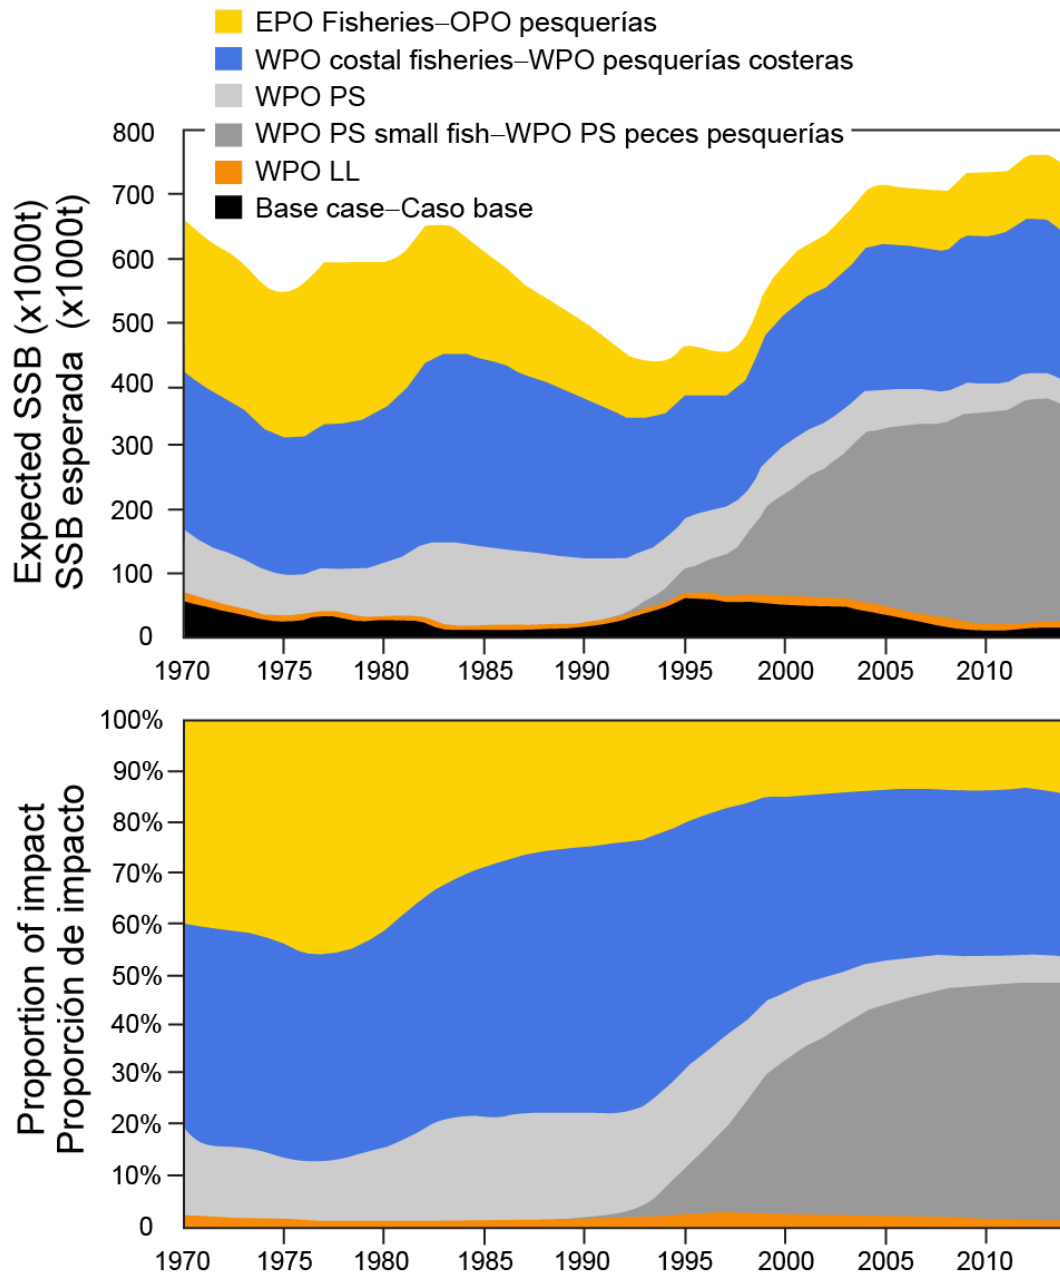 EPO Fisheries–OPO pesquerías
WPO costal fisheries–WPO pesquerías costeras
WPO PS
WPO PS small fish–WPO PS peces pesquerías
WPO LL
Base case–Caso base
Expected SSB (x1000t)
SSB esperada (x1000t)
800
700
600
500
400
300
200
100
0
1970 1975 1980 1985 1990 1995 2000 2005 2010
Proportion of impact
Proporción de impacto
100%
90%
80%
70%
60%
50%
40%
30%
20%
10%
0
1970 1975 1980 1985 1990 1995 2000 2005 2010